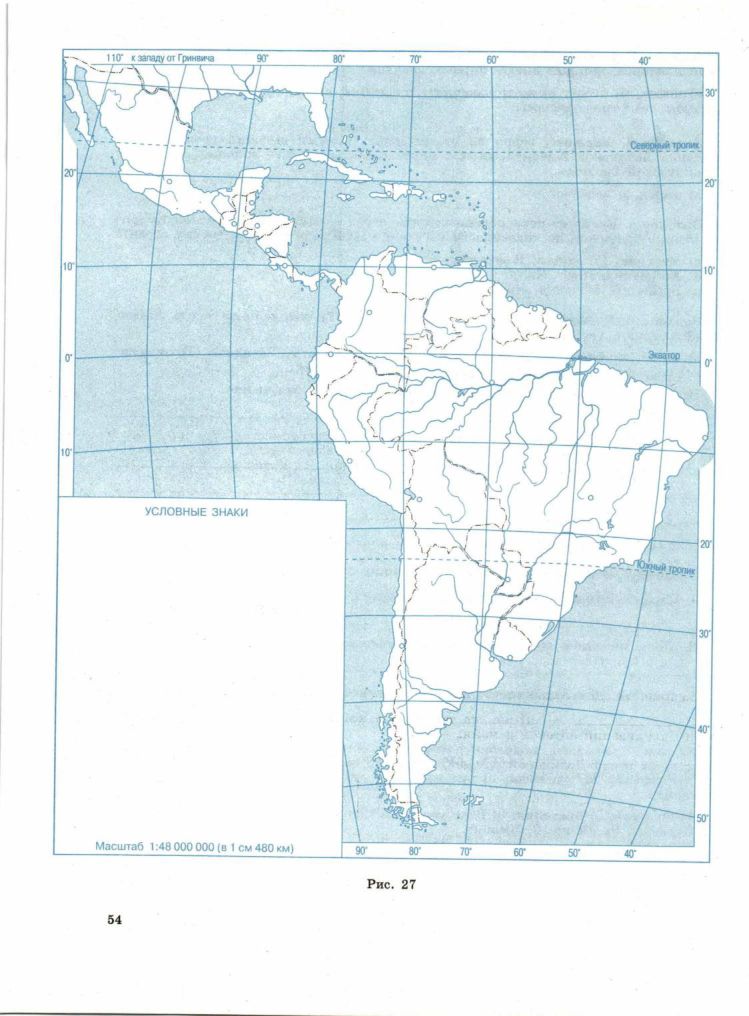 110° к западу от Гринвича 90° 80° 70° 60° 50° 40°
30°
Северный тропик
20° 20°
10° 10°
Экватор
0° 0°
10°
УСЛОВНЫЕ ЗНАКИ
20°
Южный тропик
30°
40°
50°
Масштаб 1:48 000 000 (в 1 см 480 км)
90° 80° 70° 60° 50° 40°
Рис. 27
54